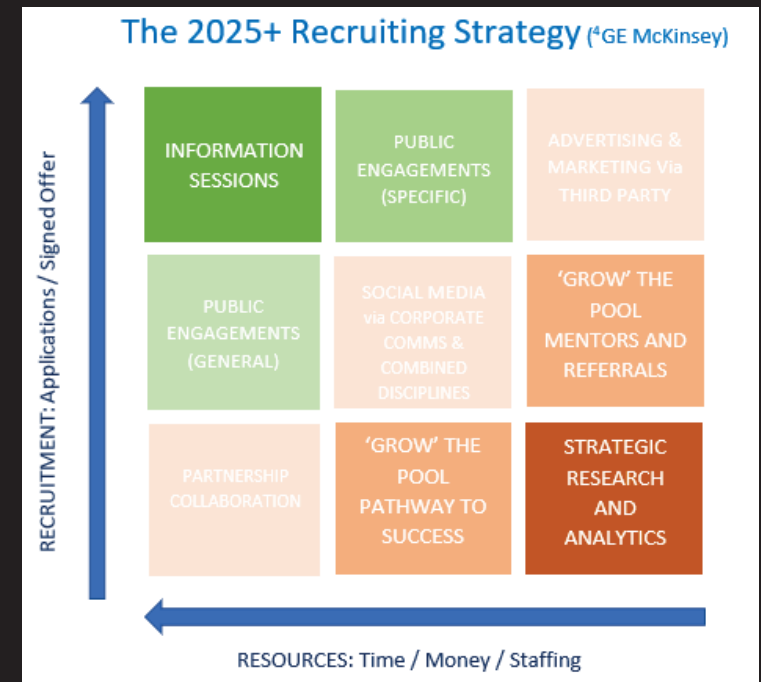 The 2025+ Recruiting Strategy (⁴GE McKinsey)
RECRUITMENT: Applications / Signed Offer
INFORMATION
SESSIONS
PUBLIC
ENGAGEMENTS
(SPECIFIC)
ADVERTISING &
MARKETING Via
THIRD PARTY
PUBLIC
ENGAGEMENTS
(GENERAL)
SOCIAL MEDIA
via CORPORATE
COMMS &
COMBINED
DISCIPLINES
‘GROW’ THE
POOL
MENTORS AND
REFERRALS
PARTNERSHIP
COLLABORATION
‘GROW’ THE
POOL
PATHWAY TO
SUCCESS
STRATEGIC
RESEARCH
AND
ANALYTICS
RESOURCES: Time / Money / Staffing